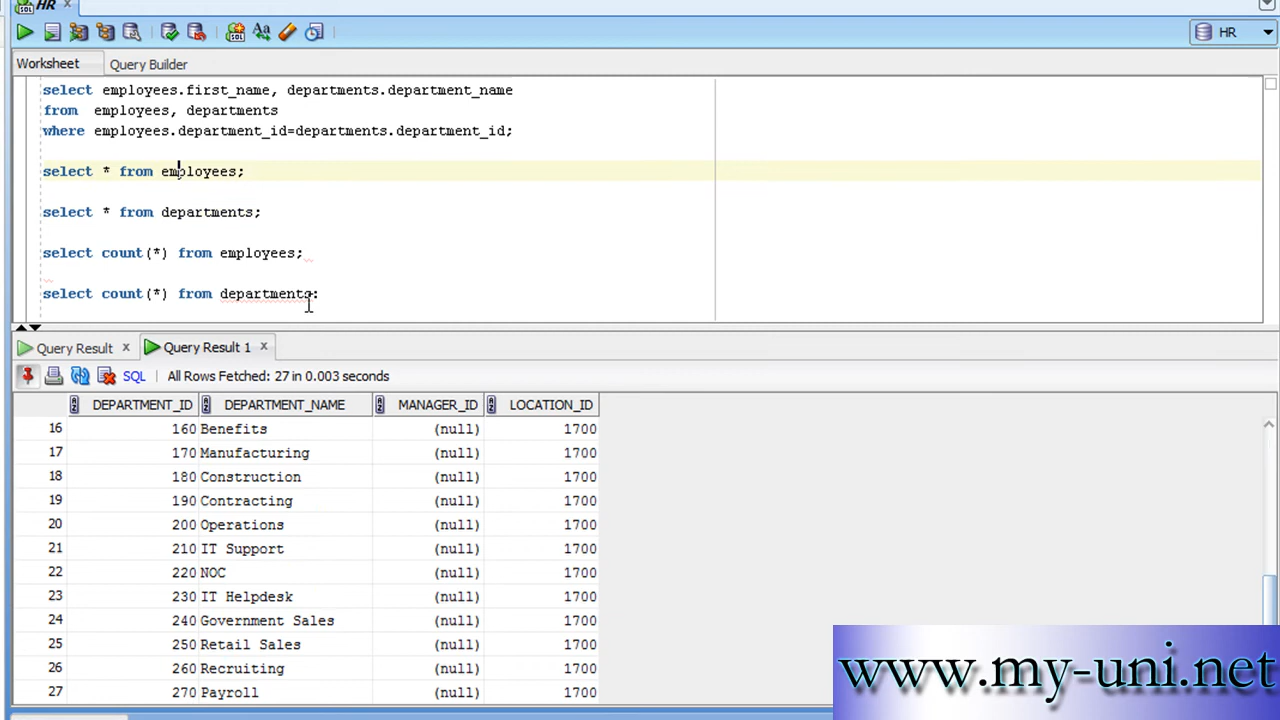 HR
HR
Worksheet
Query Builder
select employees.first_name, departments.department_name
from employees, departments
where employees.department_id=departments.department_id;
select * from employees;
select * from departments;
select count(*) from employees;
select count(*) from departments:
Query Result
Query Result 1
SQL
All Rows Fetched: 27 in 0.003 seconds
DEPARTMENT_ID DEPARTMENT_NAME MANAGER_ID LOCATION_ID
16 160 Benefits (null) 1700
17 170 Manufacturing (null) 1700
18 180 Construction (null) 1700
19 190 Contracting (null) 1700
20 200 Operations (null) 1700
21 210 IT Support (null) 1700
22 220 NOC (null) 1700
23 230 IT Helpdesk (null) 1700
24 240 Government Sales (null) 1700
25 250 Retail Sales (null) 1700
26 260 Recruiting (null) 1700
27 270 Payroll (null) 1700
www.my-uni.net